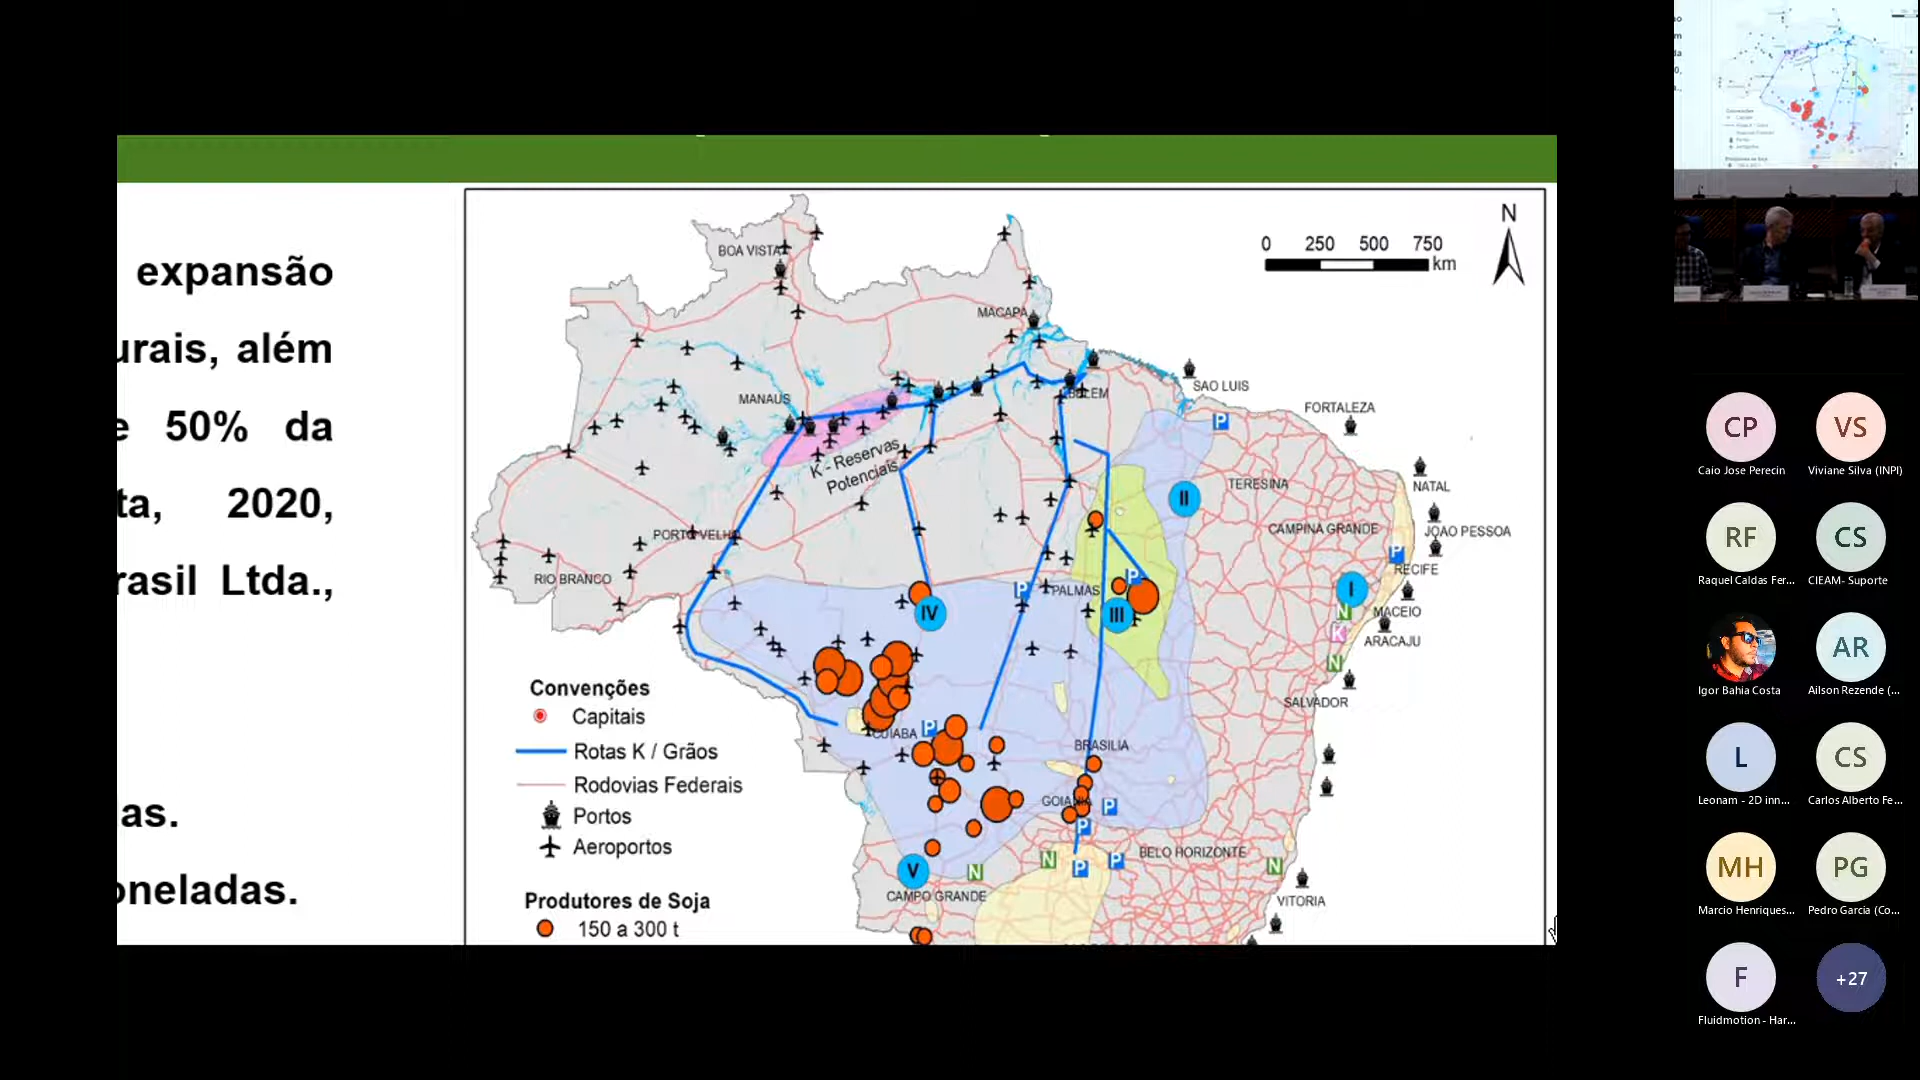 expansão
urais, além
e 50% da
ta, 2020,
rasil Ltda.,
as.
oneladas.
N
0 250 500 750
km
BOA VISTA
MACAPÁ
MANAUS
BELEM
SAO LUIS
FORTALEZA
K - Reservas
Potenciais
TERESINA
NATAL
CAMPINA GRANDE
JOAO PESSOA
PORTO VELHO
RECIFE
RIO BRANCO
PALMAS
MACEIO
ARACAJU
SALVADOR
CUIABA
BRASILIA
GOIANIA
BELO HORIZONTE
CAMPO GRANDE
VITORIA
P
II
P
P
P
I
N
K
IV
III
N
P
P
P
V
N
N
P
P
N
Convenções
Capitais
Rotas K / Grãos
Rodovias Federais
Portos
Aeroportos
Produtores de Soja
150 a 300 t
CP
Caio Jose Perecin
VS
Viviane Silva (INPI)
RF
Raquel Caldas Fer...
CS
CIEAM- Suporte
Igor Bahia Costa
AR
Ailson Rezende (...
L
Leonam - 2D inn...
CS
Carlos Alberto Fe...
MH
Marcio Henriques...
PG
Pedro Garcia (Co...
F
Fluidmotion - Har...
+27